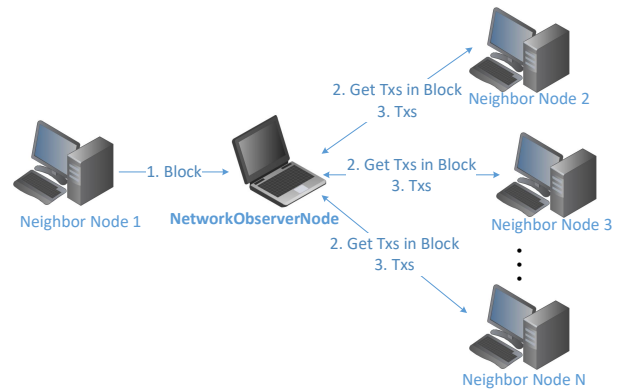 2. Get Txs in Block
3. Txs
Neighbor Node 2
1. Block
2. Get Txs in Block
3. Txs
Neighbor Node 1
NetworkObserverNode
Neighbor Node 3
2. Get Txs in Block
3. Txs
Neighbor Node N